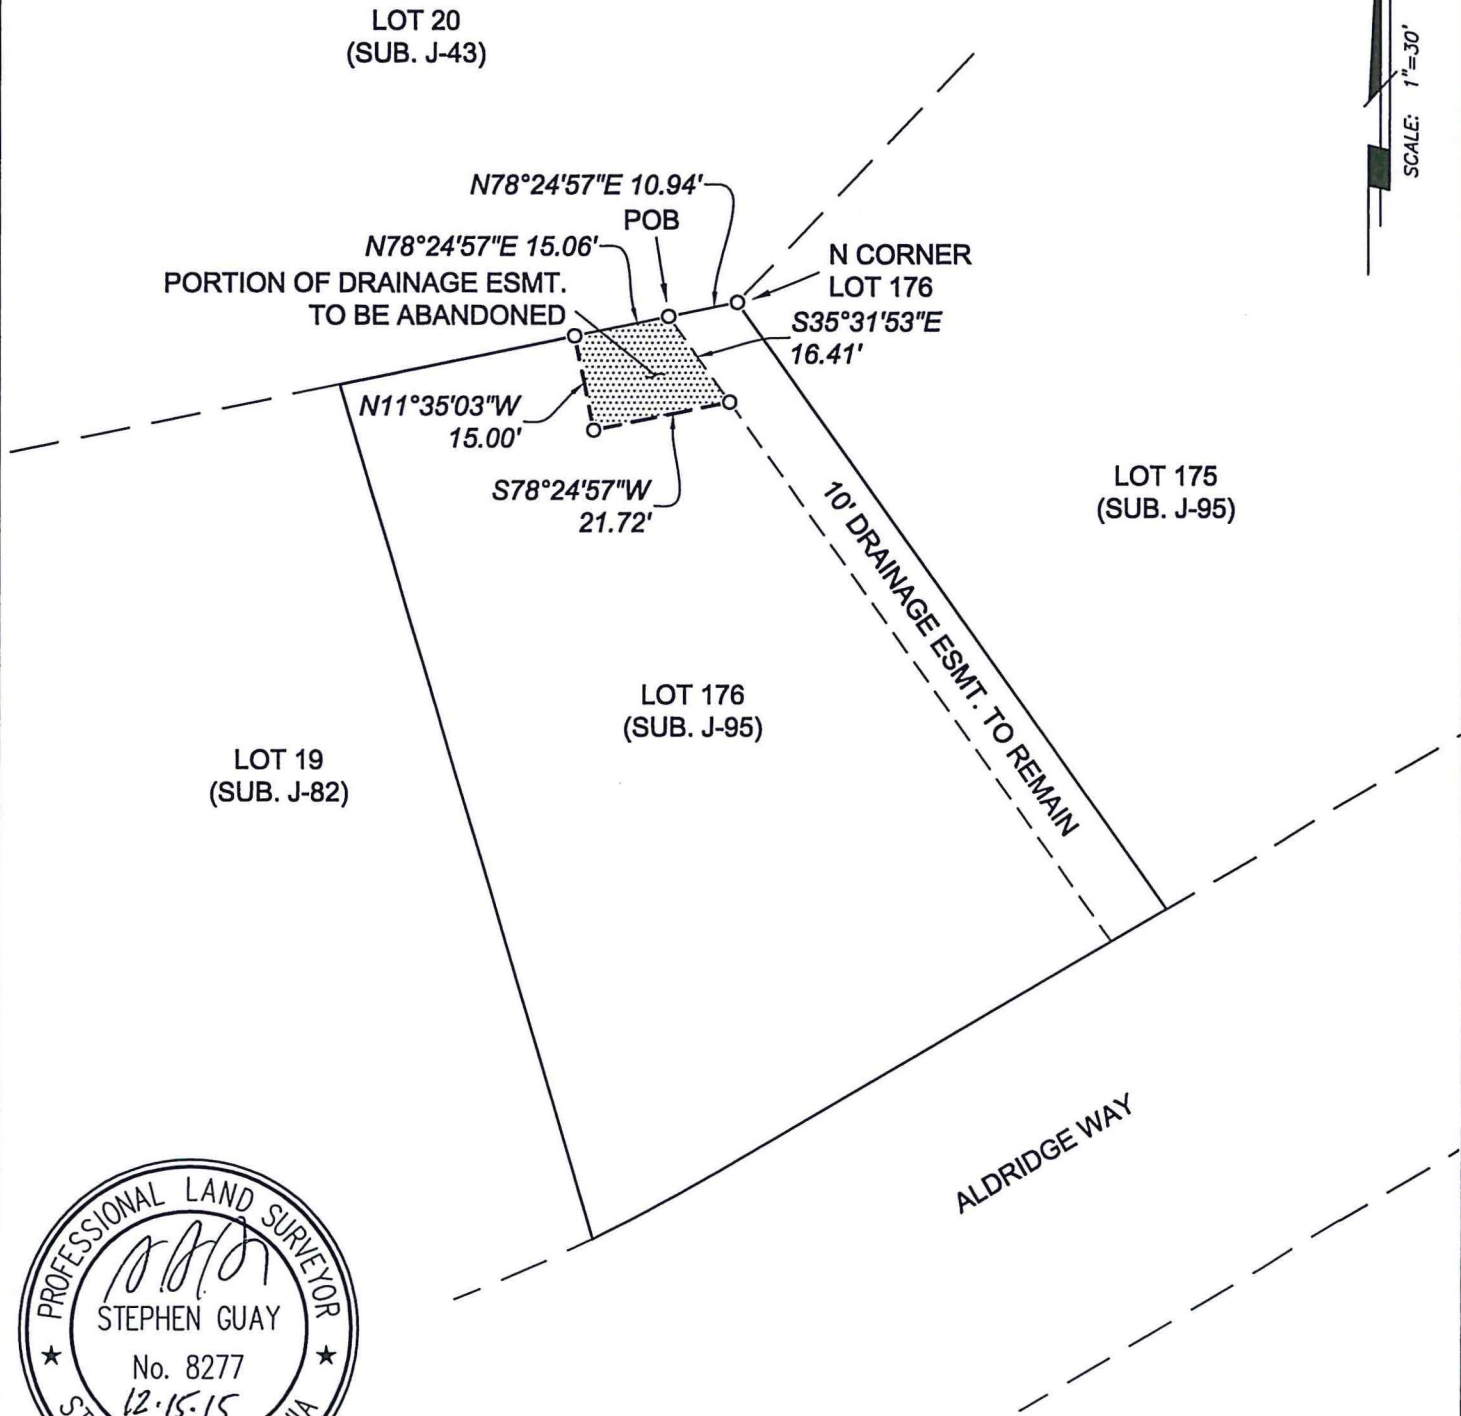 LOT 20
(SUB. J-43)
SCALE: 1"=30'
N78°24'57"E 10.94'
POB
N78°24'57"E 15.06'
PORTION OF DRAINAGE ESMT.
TO BE ABANDONED
N CORNER
LOT 176
S35°31'53"E
16.41'
N11°35'03"W
15.00'
S78°24'57"W
21.72'
LOT 175
(SUB. J-95)
10' DRAINAGE ESMT. TO REMAIN
LOT 176
(SUB. J-95)
LOT 19
(SUB. J-82)
ALDRIDGE WAY
PROFESSIONAL LAND SURVEYOR
STEPHEN GUAY
No. 8277
12.15.15